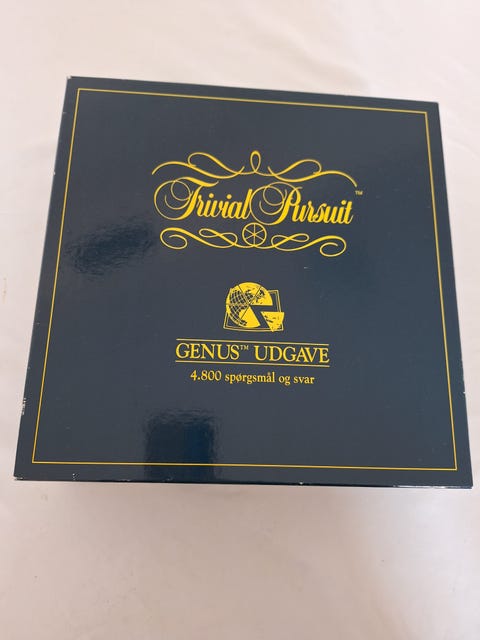 Trivial Pursuit™
GENUS™ UDGAVE
4.800 spørgsmål og svar